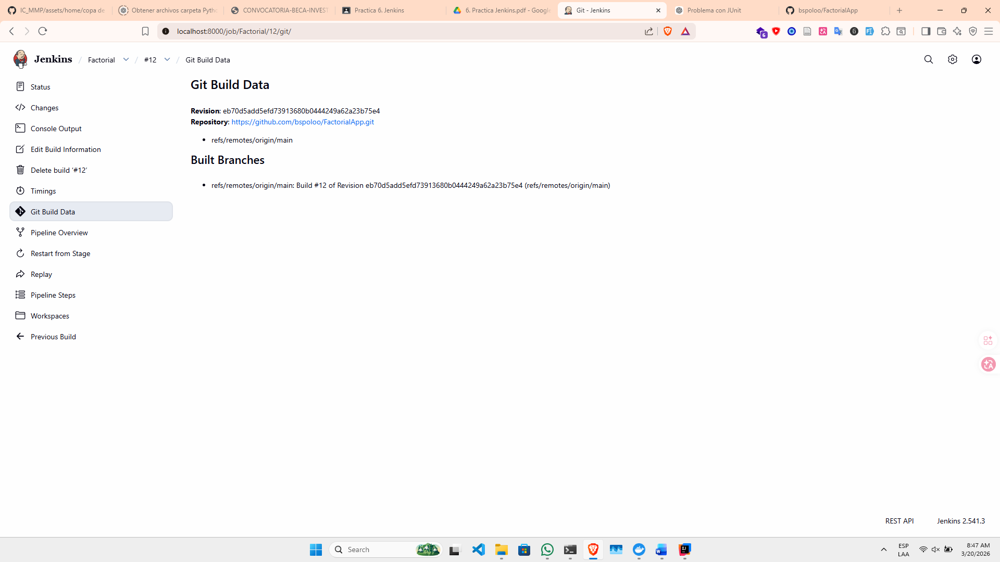 IC_MMP/assets/home/copa de
Obtener archivos carpeta Pytho
CONVOCATORIA-BECA-INVEST
Practica 6. Jenkins
6. Practica Jenkins.pdf - Google
Git - Jenkins
Problema con JUnit
bspoloo/FactorialApp
localhost:8000/job/Factorial/12/git/
6
Jenkins / Factorial / #12 / Git Build Data
Status
Changes
Console Output
Edit Build Information
Delete build ‘#12’
Timings
Git Build Data
Pipeline Overview
Restart from Stage
Replay
Pipeline Steps
Workspaces
Previous Build
Git Build Data
Revision: eb70d5add5efd73913680b0444249a62a23b75e4
Repository: https://github.com/bspoloo/FactorialApp.git
• refs/remotes/origin/main
Built Branches
• refs/remotes/origin/main: Build #12 of Revision eb70d5add5efd73913680b0444249a62a23b75e4 (refs/remotes/origin/main)
REST API
Jenkins 2.541.3
Search
ESP
LAA
8:47 AM
3/20/2026